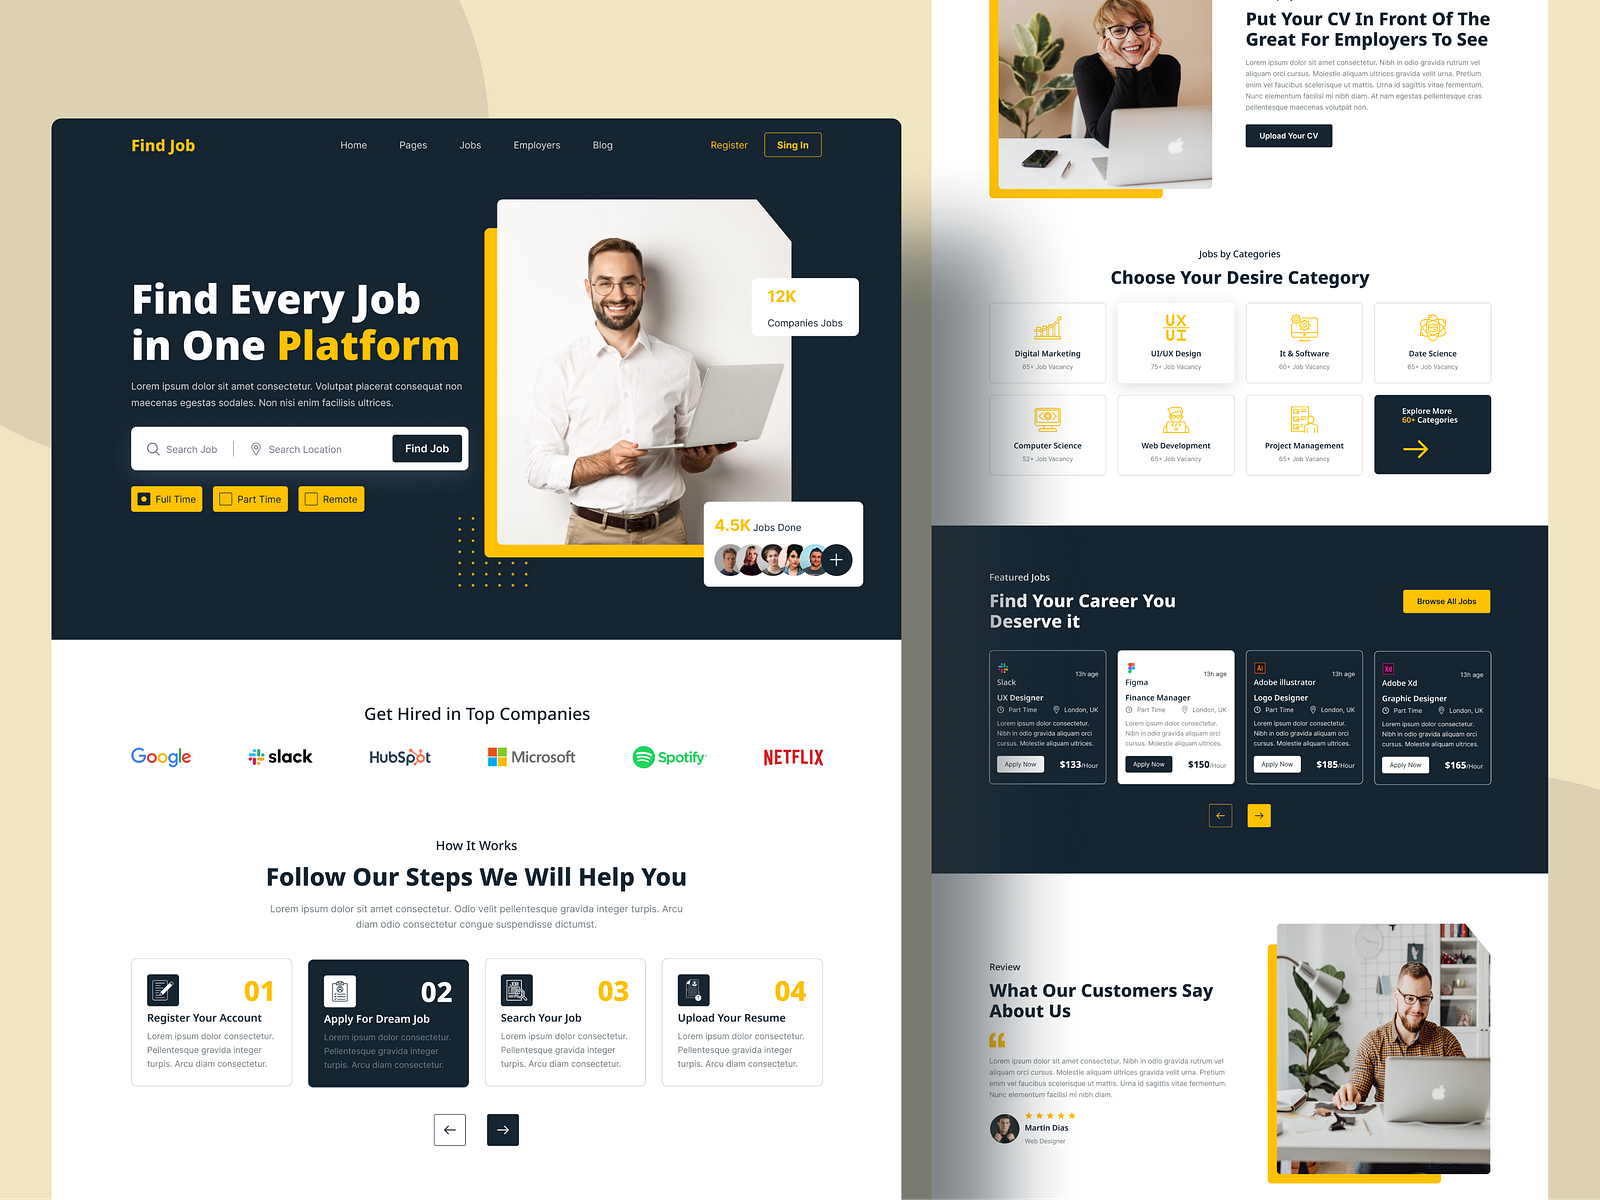 Find Job
Home
Pages
Jobs
Employers
Blog
Register
Sing In
Find Every Job
in One Platform
Lorem ipsum dolor sit amet consectetur. Volutpat placerat consequat non
maecenas egestas sodales. Non nisi enim facilisis ultrices.
Search Job
Search Location
Find Job
Full Time
Part Time
Remote
12K
Companies Jobs
4.5K Jobs Done
Get Hired in Top Companies
Google
slack
HubSpot
Microsoft
Spotify
NETFLIX
How It Works
Follow Our Steps We Will Help You
Lorem ipsum dolor sit amet consectetur. Odio velit pellentesque gravida integer turpis. Arcu
diam odio consectetur congue suspendisse dictumst.
01
Register Your Account
Lorem ipsum dolor consectetur.
Pellentesque gravida integer
turpis. Arcu diam consectetur.
02
Apply For Dream Job
Lorem ipsum dolor consectetur.
Pellentesque gravida integer
turpis. Arcu diam consectetur.
03
Search Your Job
Lorem ipsum dolor consectetur.
Pellentesque gravida integer
turpis. Arcu diam consectetur.
04
Upload Your Resume
Lorem ipsum dolor consectetur.
Pellentesque gravida integer
turpis. Arcu diam consectetur.
Put Your CV In Front Of The
Great For Employers To See
Lorem ipsum dolor sit amet consectetur. Nibh in odio gravida rutrum vel
aliquam orci cursus. Molestie aliquam ultrices gravida velit urna. Pretium
enim vel faucibus scelerisque ut mattis. Urna id sagittis vitae fermentum.
Nunc elementum facilisi mi nibh diam. At nam egestas pellentesque cras
pellentesque maecenas volutpat non.
Upload Your CV
Jobs by Categories
Choose Your Desire Category
Digital Marketing
65+ Job Vacancy
UX
UI
UI/UX Design
75+ Job Vacancy
It & Software
60+ Job Vacancy
Date Science
65+ Job Vacancy
Computer Science
52+ Job Vacancy
Web Development
65+ Job Vacancy
Project Management
65+ Job Vacancy
Explore More
60+ Categories
Featured Jobs
Find Your Career You
Deserve it
Browse All Jobs
Slack
13h age
UX Designer
Part Time
London, UK
Lorem ipsum dolor consectetur.
Nibh in odio gravida aliquam orci
cursus. Molestie aliquam ultrices.
Apply Now
$133/Hour
Figma
13h age
Finance Manager
Part Time
London, UK
Lorem ipsum dolor consectetur.
Nibh in odio gravida aliquam orci
cursus. Molestie aliquam ultrices.
Apply Now
$150/Hour
Ai
Adobe illustrator
13h age
Logo Designer
Part Time
London, UK
Lorem ipsum dolor consectetur.
Nibh in odio gravida aliquam orci
cursus. Molestie aliquam ultrices.
Apply Now
$185/Hour
Xd
Adobe Xd
13h age
Graphic Designer
Part Time
London, UK
Lorem ipsum dolor consectetur.
Nibh in odio gravida aliquam orci
cursus. Molestie aliquam ultrices.
Apply Now
$165/Hour
Review
What Our Customers Say
About Us
Lorem ipsum dolor sit amet consectetur. Nibh in odio gravida rutrum vel
aliquam orci cursus. Molestie aliquam ultrices gravida velit urna. Pretium
enim vel faucibus scelerisque ut mattis. Urna id sagittis vitae fermentum.
Nunc elementum facilisi mi nibh diam.
Martin Dias
Web Designer